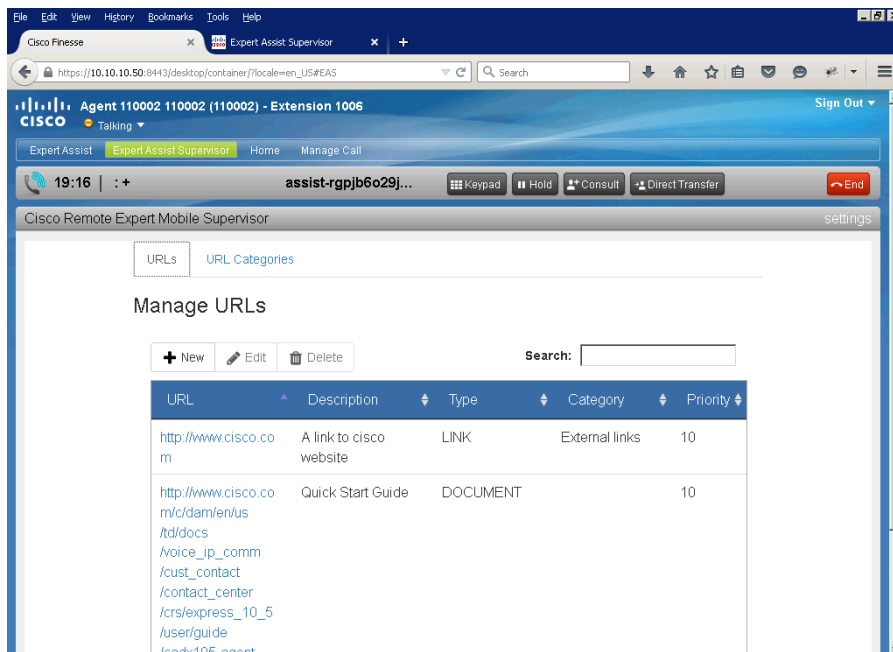 File Edit View History Bookmarks Tools Help
Cisco Finesse × Expert Assist Supervisor × +
https://10.10.10.50:8443/desktop/container/?locale=en_US#EAS Search
cisco Agent 110002 110002 (110002) - Extension 1006 Sign Out
Talking
Expert Assist Expert Assist Supervisor Home Manage Call
19:16 | : + assist-rgpjb6o29j... Keypad Hold Consult Direct Transfer End
Cisco Remote Expert Mobile Supervisor settings
URLs URL Categories
Manage URLs
New Edit Delete Search:
URL Description Type Category Priority
http://www.cisco.co A link to cisco LINK External links 10
m website
http://www.cisco.co Quick Start Guide DOCUMENT 10
m/c/dam/en/us
/td/docs
/voice_ip_comm
/cust_contact
/contact_center
/crs/express_10_5
/user/guide